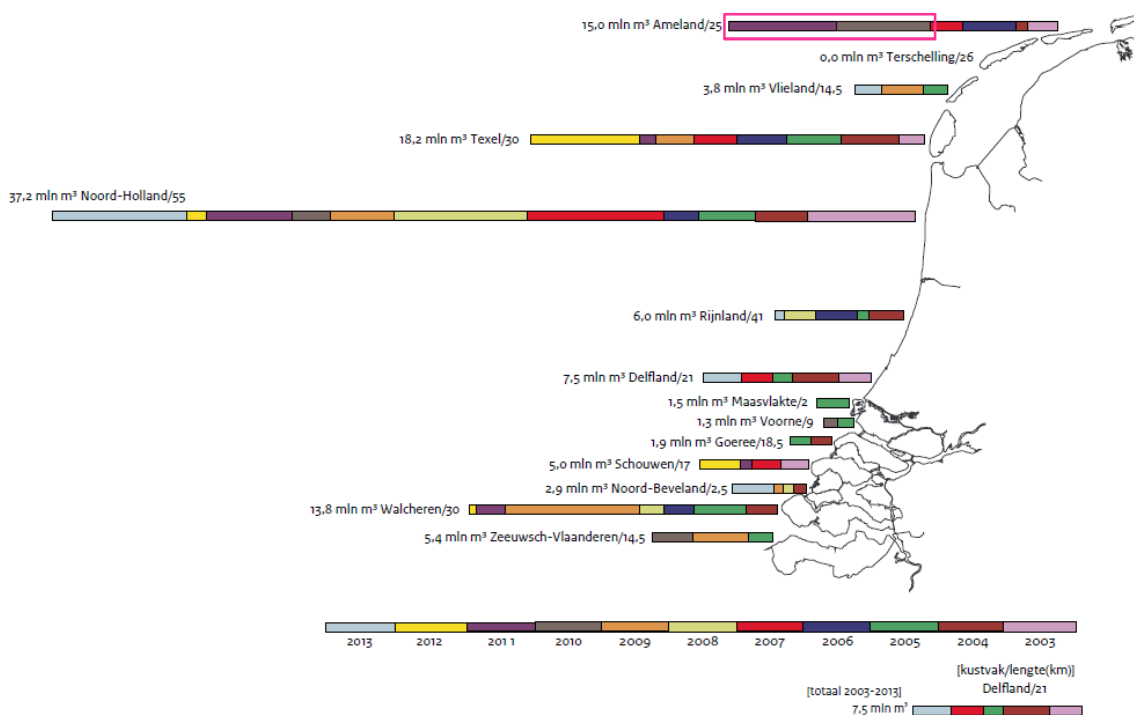 15,0 mln m³ Ameland/25
0,0 mln m³ Terschelling/26
3,8 mln m³ Vlieland/14,5
18,2 mln m³ Texel/30
37,2 mln m³ Noord-Holland/55
6,0 mln m³ Rijnland/41
7,5 mln m³ Delfland/21
1,5 mln m³ Maasvlakte/2
1,3 mln m³ Voorne/9
1,9 mln m³ Goeree/18,5
5,0 mln m³ Schouwen/17
2,9 mln m³ Noord-Beveland/2,5
13,8 mln m³ Walcheren/30
5,4 mln m³ Zeeuwsch-Vlaanderen/14,5
2013 2012 2011 2010 2009 2008 2007 2006 2005 2004 2003
[kustvak/lengte(km)]
[totaal 2003-2013] Delfland/21
7,5 mln m³